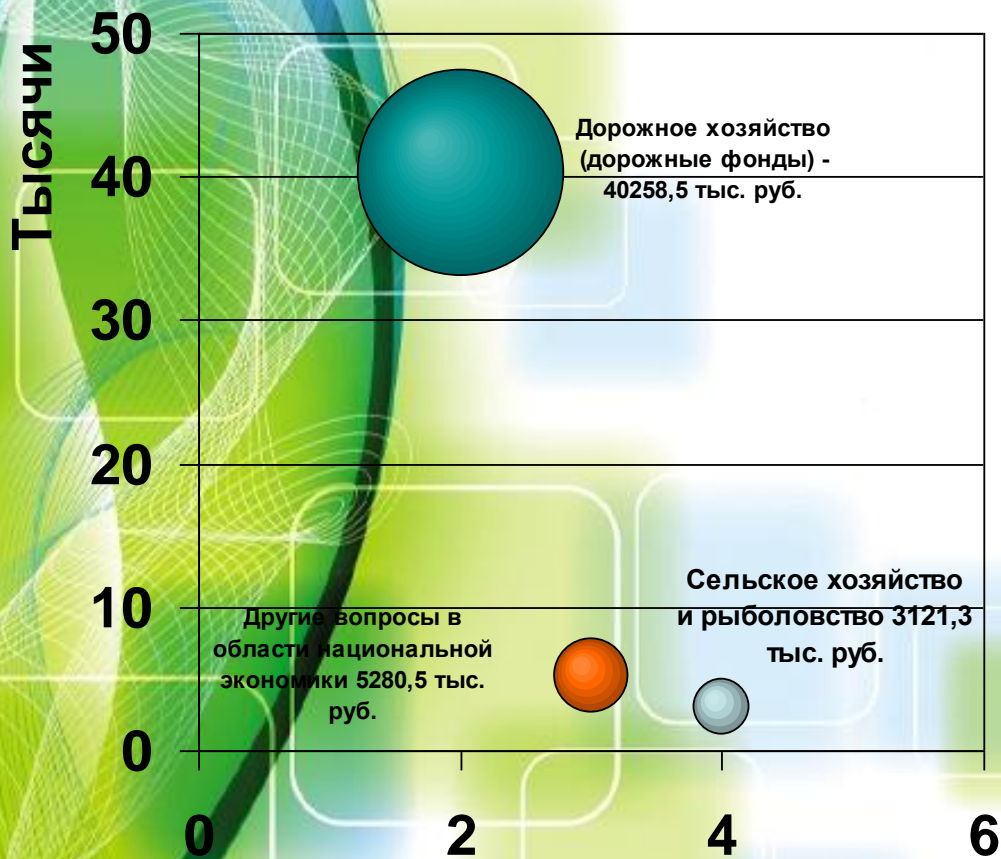 Тысячи
50
40
30
20
10
0
Дорожное хозяйство
(дорожные фонды) -
40258,5 тыс. руб.
Сельское хозяйство
и рыболовство 3121,3
тыс. руб.
Другие вопросы в
области национальной
экономики 5280,5 тыс.
руб.
0 2 4 6